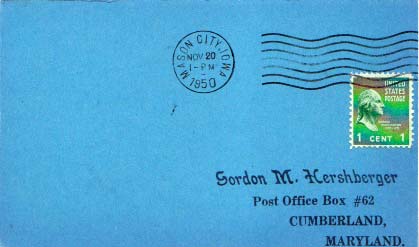 MASON CITY, IOWA
NOV 20
1 - PM
1950
UNITED
STATES
POSTAGE
1 CENT 1
Gordon M. Hershberger
Post Office Box #62
CUMBERLAND,
MARYLAND.